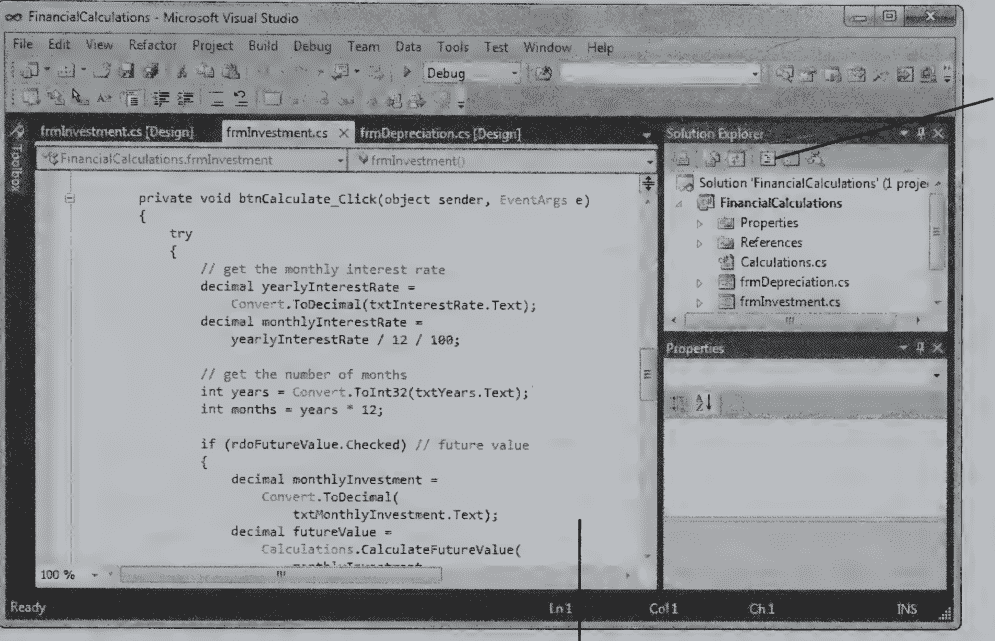 FinancialCalculations - Microsoft Visual Studio
File Edit View Refactor Project Build Debug Team Data Tools Test Window Help
Debug
frmInvestment.cs [Design] frmInvestment.cs × frmDepreciation.cs [Design]
Toolbox
FinancialCalculations.frmInvestment frmInvestment()
private void btnCalculate_Click(object sender, EventArgs e)
{
try
{
// get the monthly interest rate
decimal yearlyInterestRate =
Convert.ToDecimal(txtInterestRate.Text);
decimal monthlyInterestRate =
yearlyInterestRate / 12 / 100;
// get the number of months
int years = Convert.ToInt32(txtYears.Text);
int months = years * 12;
if (rdoFutureValue.Checked) // future value
{
decimal monthlyInvestment =
Convert.ToDecimal(
txtMonthlyInvestment.Text);
decimal futureValue =
Calculations.CalculateFutureValue(
100 %
Solution Explorer
Solution 'FinancialCalculations' (1 proje
FinancialCalculations
Properties
References
Calculations.cs
frmDepreciation.cs
frmInvestment.cs
Properties
Ready Ln 1 Col 1 Ch 1 INS